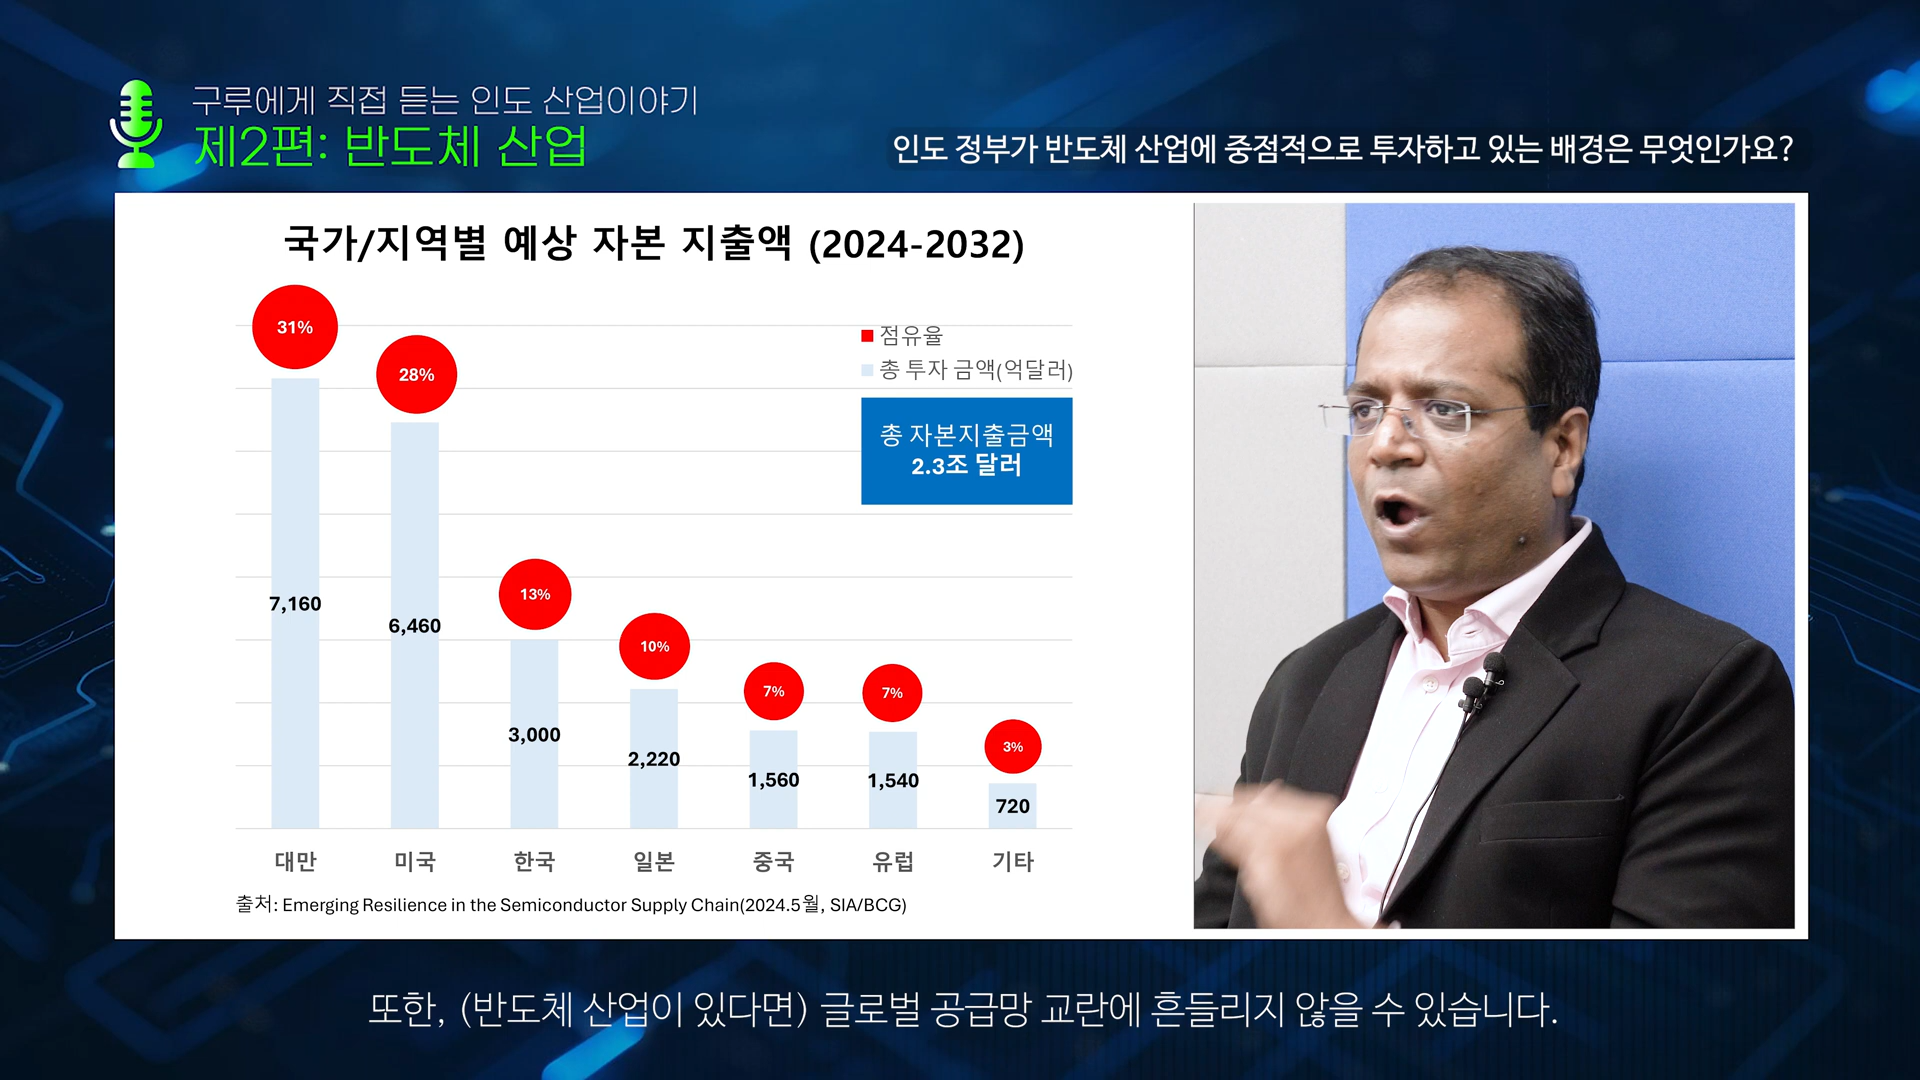 구루에게 직접 듣는 인도 산업이야기
제2편: 반도체 산업
인도 정부가 반도체 산업에 중점적으로 투자하고 있는 배경은 무엇인가요?
국가/지역별 예상 자본 지출액 (2024-2032)
점유율
총 투자 금액(억달러)
총 자본지출금액
2.3조 달러
31%
28%
13%
10%
7%
7%
3%
7,160
6,460
3,000
2,220
1,560
1,540
720
대만
미국
한국
일본
중국
유럽
기타
출처: Emerging Resilience in the Semiconductor Supply Chain(2024.5월, SIA/BCG)
또한, (반도체 산업이 있다면) 글로벌 공급망 교란에 흔들리지 않을 수 있습니다.